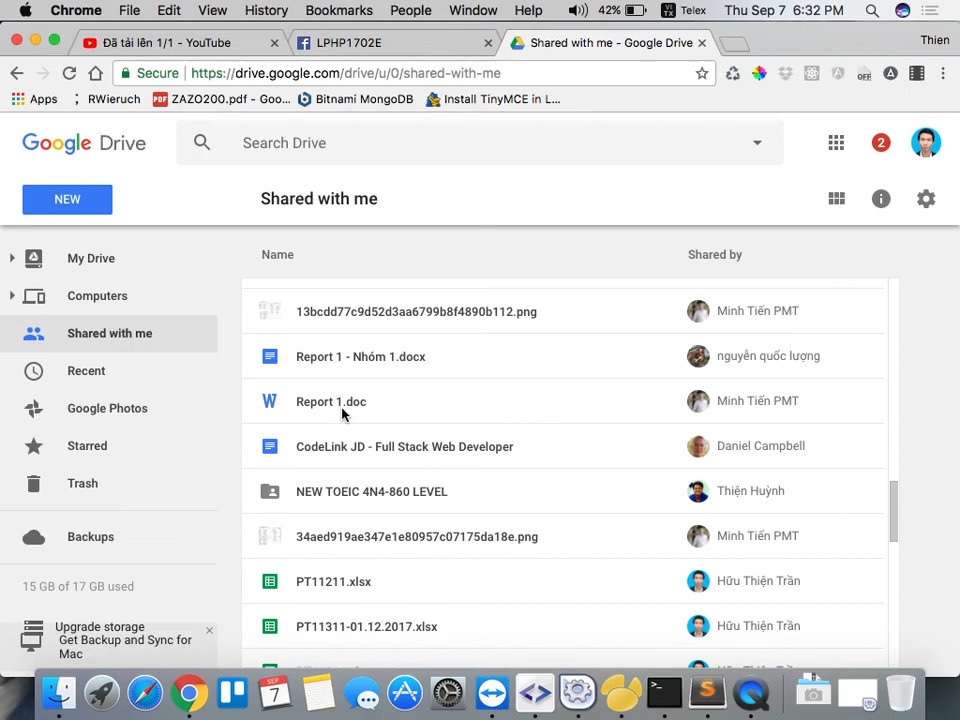 Chrome File Edit View History Bookmarks People Window Help 42% VI TX Telex Thu Sep 7 6:32 PM
Đã tải lên 1/1 - YouTube LPHP1702E Shared with me - Google Drive Thien
Secure https://drive.google.com/drive/u/0/shared-with-me
Apps RWieruch PDF ZAZO200.pdf - Goo... Bitnami MongoDB Install TinyMCE in L...
Google Drive Search Drive 2
NEW Shared with me
Name Shared by
My Drive
Computers
Shared with me
Recent
Google Photos
Starred
Trash
Backups
15 GB of 17 GB used
Upgrade storage
Get Backup and Sync for
Mac
13bcdd77c9d52d3aa6799b8f4890b112.png Minh Tiến PMT
Report 1 - Nhóm 1.docx nguyễn quốc lượng
W Report 1.doc Minh Tiến PMT
CodeLink JD - Full Stack Web Developer Daniel Campbell
NEW TOEIC 4N4-860 LEVEL Thiện Huỳnh
34aed919ae347e1e80957c07175da18e.png Minh Tiến PMT
PT11211.xlsx Hữu Thiện Trần
PT11311-01.12.2017.xlsx Hữu Thiện Trần
SEP
7